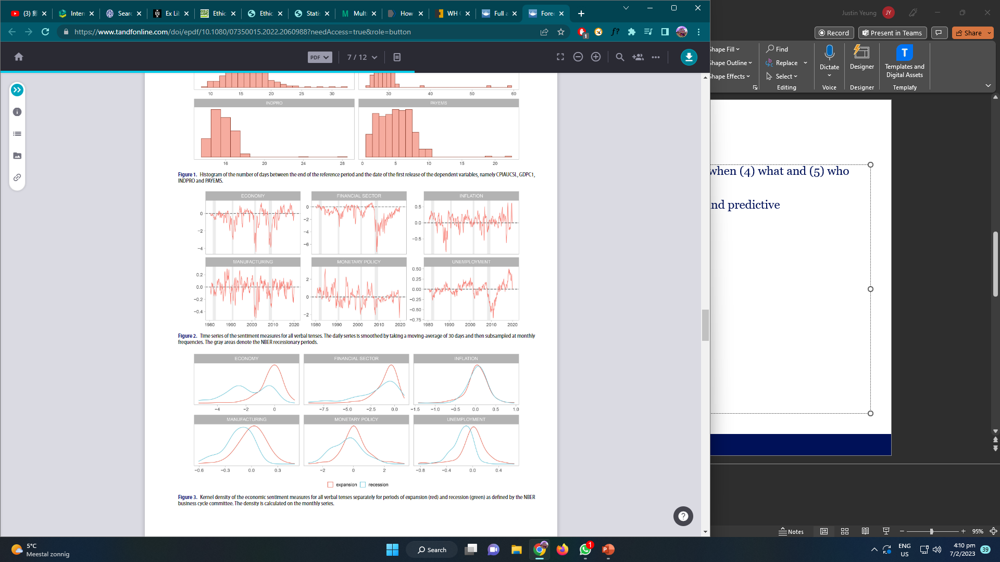 (3)
Inter
Sear
Ex Lib
Ethic
Ethic
Stati
Multi
How
WH
Full a
Fore
https://www.tandfonline.com/doi/epdf/10.1080/07350015.2022.2060988?needAccess=true&role=button
1
f?
PDF
7 / 12
10 15 20 25 30
30 40 50 60
INDPRO PAYEMS
16 20 24 28
0 5 10 15 20
Figure 1. Histogram of the number of days between the end of the reference period and the date of the first release of the dependent variables, namely CPIAUCSL, GDPC1,
INDPRO and PAYEMS.
ECONOMY FINANCIAL SECTOR INFLATION
0
−2
−4
0
−2
−4
−6
0.5
0.0
−0.5
MANUFACTURING MONETARY POLICY UNEMPLOYMENT
0.2
0.0
−0.2
−0.4
2
0
−2
0.50
0.25
0.00
−0.25
−0.50
−0.75
1980 1990 2000 2010 2020
1980 1990 2000 2010 2020
1980 1990 2000 2010 2020
Figure 2. Time series of the sentiment measures for all verbal tenses. The daily series is smoothed by taking a moving-average of 30 days and then subsampled at monthly
frequencies. The gray areas denote the NBER recessionary periods.
ECONOMY FINANCIAL SECTOR INFLATION
−4 −2 0
−7.5 −5.0 −2.5 0.0
−1.5 −1.0 −0.5 0.0 0.5 1.0
MANUFACTURING MONETARY POLICY UNEMPLOYMENT
−0.6 −0.3 0.0 0.3
−2 0 2
−0.8 −0.4 0.0 0.4
expansion recession
Figure 3. Kernel density of the economic sentiment measures for all verbal tenses separately for periods of expansion (red) and recession (green) as defined by the NBER
business cycle committee. The density is calculated on the monthly series.
Justin Yeung JY
Record Present in Teams Share
Shape Fill
Shape Outline
Shape Effects
Find
Replace
Select
Editing
Dictate
Voice
Designer
Designer
Templates and
Digital Assets
Templafy
when (4) what and (5) who
nd predictive
Notes
95%
5°C
Meestal zonnig
Search
1
ENG
US
4:10 pm
7/2/2023
39